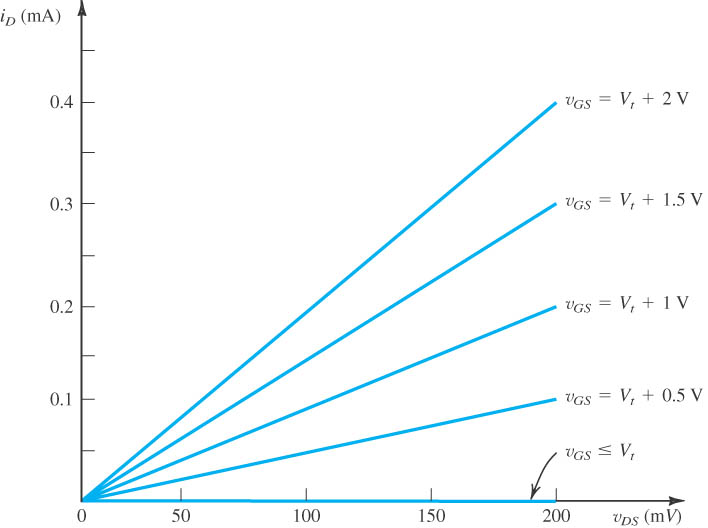 i_D (mA)
0.4
0.3
0.2
0.1
v_GS = V_t + 2 V
v_GS = V_t + 1.5 V
v_GS = V_t + 1 V
v_GS = V_t + 0.5 V
v_GS ≤ V_t
0
50
100
150
200
v_DS (mV)